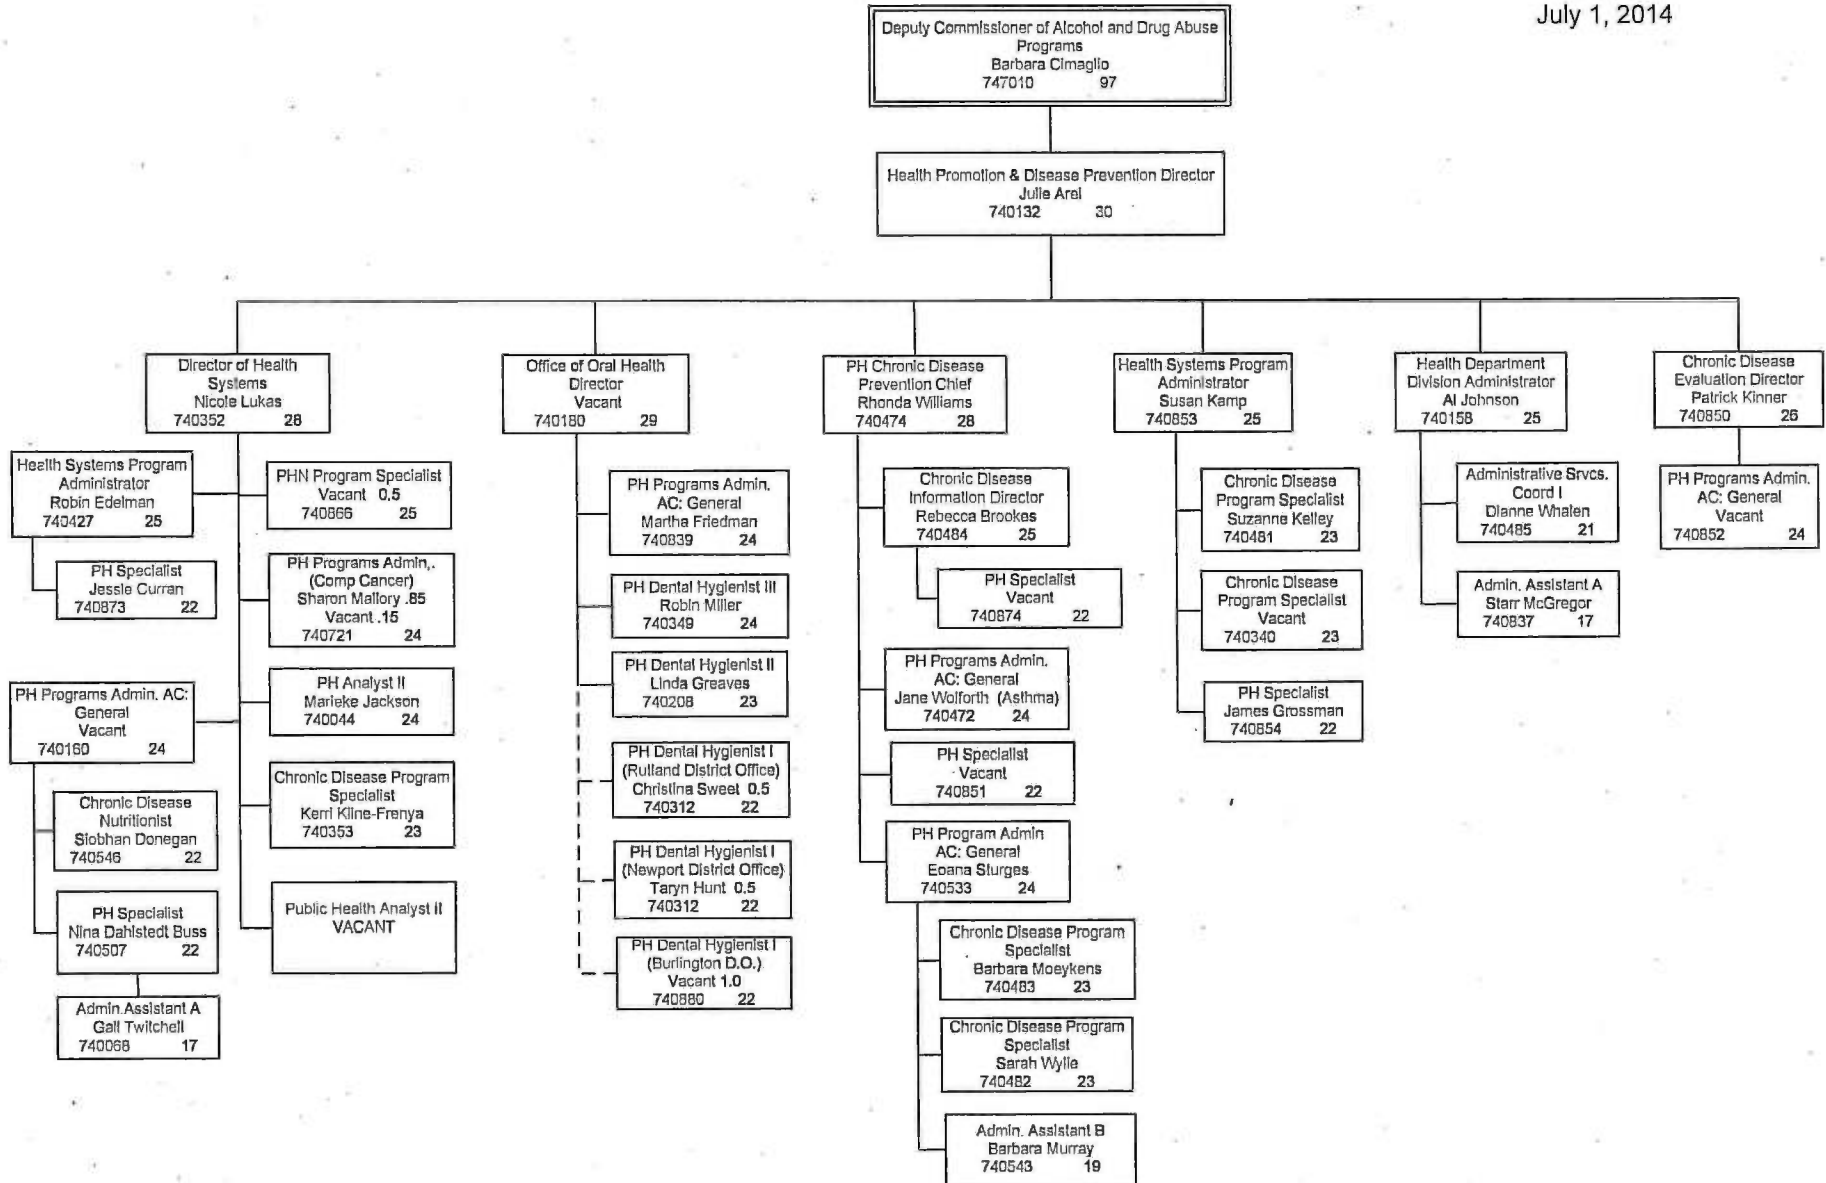 July 1, 2014
Deputy Commissioner of Alcohol and Drug Abuse
Programs
Barbara Cimaglio
747010 97
Health Promotion & Disease Prevention Director
Julie Arel
740132 30
Director of Health
Systems
Nicole Lukas
740352 28
Health Systems Program
Administrator
Robin Edelman
740427 25
PH Specialist
Jessie Curran
740873 22
PH Programs Admin. AC:
General
Vacant
740160 24
Chronic Disease
Nutritionist
Siobhan Donegan
740546 22
PH Specialist
Nina Dahlstedt Buss
740507 22
Admin.Assistant A
Gail Twitchell
740068 17
PHN Program Specialist
Vacant 0.5
740866 25
PH Programs Admin,.
(Comp Cancer)
Sharon Mallory .85
Vacant .15
740721 24
PH Analyst II
Marieke Jackson
740044 24
Chronic Disease Program
Specialist
Kerri Kline-Frenya
740353 23
Public Health Analyst II
VACANT
Office of Oral Health
Director
Vacant
740180 29
PH Programs Admin.
AC: General
Martha Friedman
740839 24
PH Dental Hygienist III
Robin Miller
740349 24
PH Dental Hygienist II
Linda Greaves
740208 23
PH Dental Hygienist I
(Rutland District Office)
Christina Sweet 0.5
740312 22
PH Dental Hygienist I
(Newport District Office)
Taryn Hunt 0.5
740312 22
PH Dental Hygienist I
(Burlington D.O.)
Vacant 1.0
740880 22
PH Chronic Disease
Prevention Chief
Rhonda Williams
740474 28
Chronic Disease
Information Director
Rebecca Brookes
740484 25
PH Specialist
Vacant
740874 22
PH Programs Admin.
AC: General
Jane Wolforth (Asthma)
740472 24
PH Specialist
Vacant
740851 22
PH Program Admin
AC: General
Eoana Sturges
740533 24
Chronic Disease Program
Specialist
Barbara Moeykens
740483 23
Chronic Disease Program
Specialist
Sarah Wylie
740482 23
Admin. Assistant B
Barbara Murray
740543 19
Health Systems Program
Administrator
Susan Kamp
740853 25
Chronic Disease
Program Specialist
Suzanne Kelley
740481 23
Chronic Disease
Program Specialist
Vacant
740340 23
PH Specialist
James Grossman
740854 22
Health Department
Division Administrator
Al Johnson
740158 25
Administrative Srvcs.
Coord I
Dianne Whalen
740485 21
Admin. Assistant A
Starr McGregor
740837 17
Chronic Disease
Evaluation Director
Patrick Kinner
740850 26
PH Programs Admin.
AC: General
Vacant
740852 24